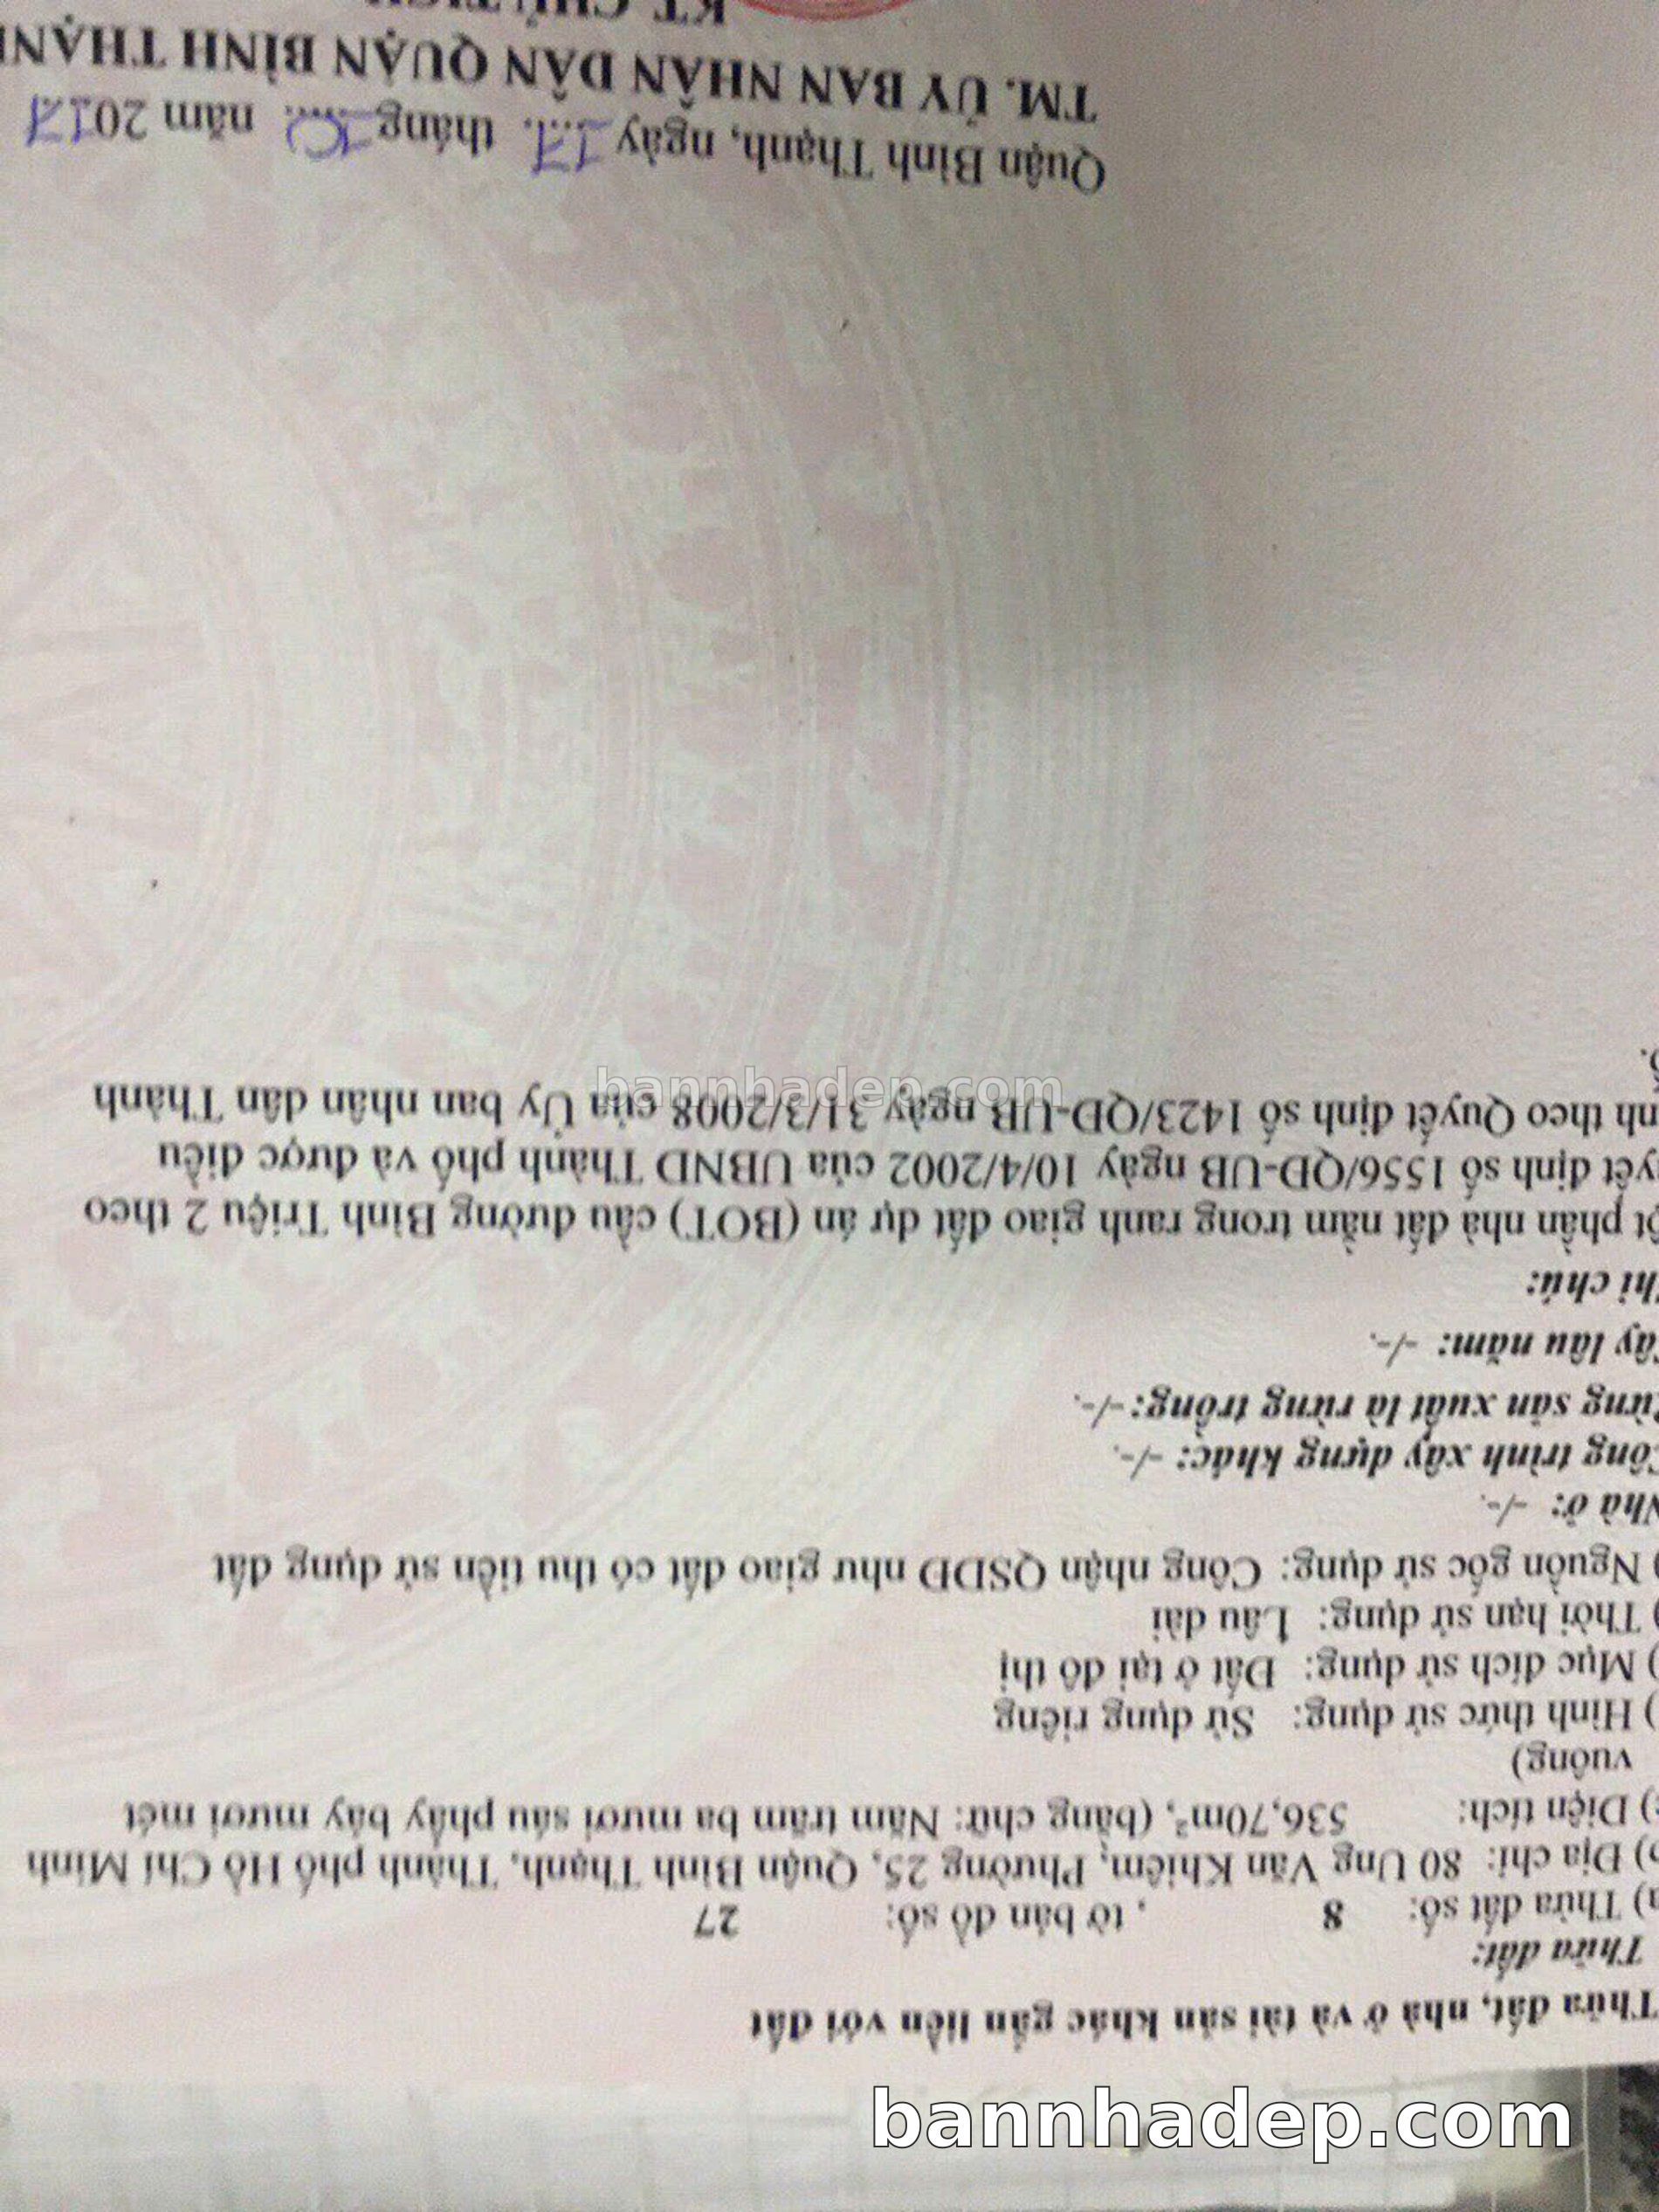 Thửa đất, nhà ở và tài sản khác gắn liền với đất
Thửa đất:
a) Thửa đất số: 8 , tờ bản đồ số: 27
b) Địa chỉ: 80 Ung Văn Khiêm, Phường 25, Quận Bình Thạnh, Thành phố Hồ Chí Minh
c) Diện tích: 536,70m², (bằng chữ: Năm trăm ba mươi sáu phẩy bảy mươi mét
vuông)
) Hình thức sử dụng: Sử dụng riêng
) Mục đích sử dụng: Đất ở tại đô thị
) Thời hạn sử dụng: Lâu dài
) Nguồn gốc sử dụng: Công nhận QSDĐ như giao đất có thu tiền sử dụng đất
Nhà ở: -/-.
Công trình xây dựng khác: -/-.
Rừng sản xuất là rừng trồng: -/-.
Cây lâu năm: -/-.
hi chú:
ột phần nhà đất nằm trong ranh giao đất dự án (BOT) cầu đường Bình Triệu 2 theo
yết định số 1556/QĐ-UB ngày 10/4/2002 của UBND Thành phố và được điều
nh theo Quyết định số 1423/QĐ-UB ngày 31/3/2008 của Ủy ban nhân dân Thành
bannhadep.com
Quận Bình Thạnh, ngày 17 tháng 10 năm 2017
TM. ỦY BAN NHÂN DÂN QUẬN BÌNH THẠNH
KT. CHỦ TỊCH
bannhadep.com